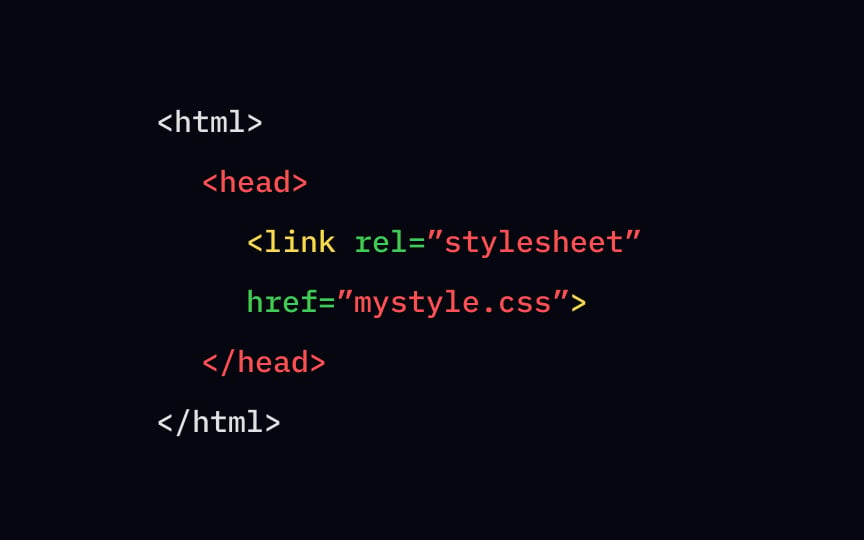 <html>
<head>
<link rel=”stylesheet”
href=”mystyle.css”>
</head>
</html>